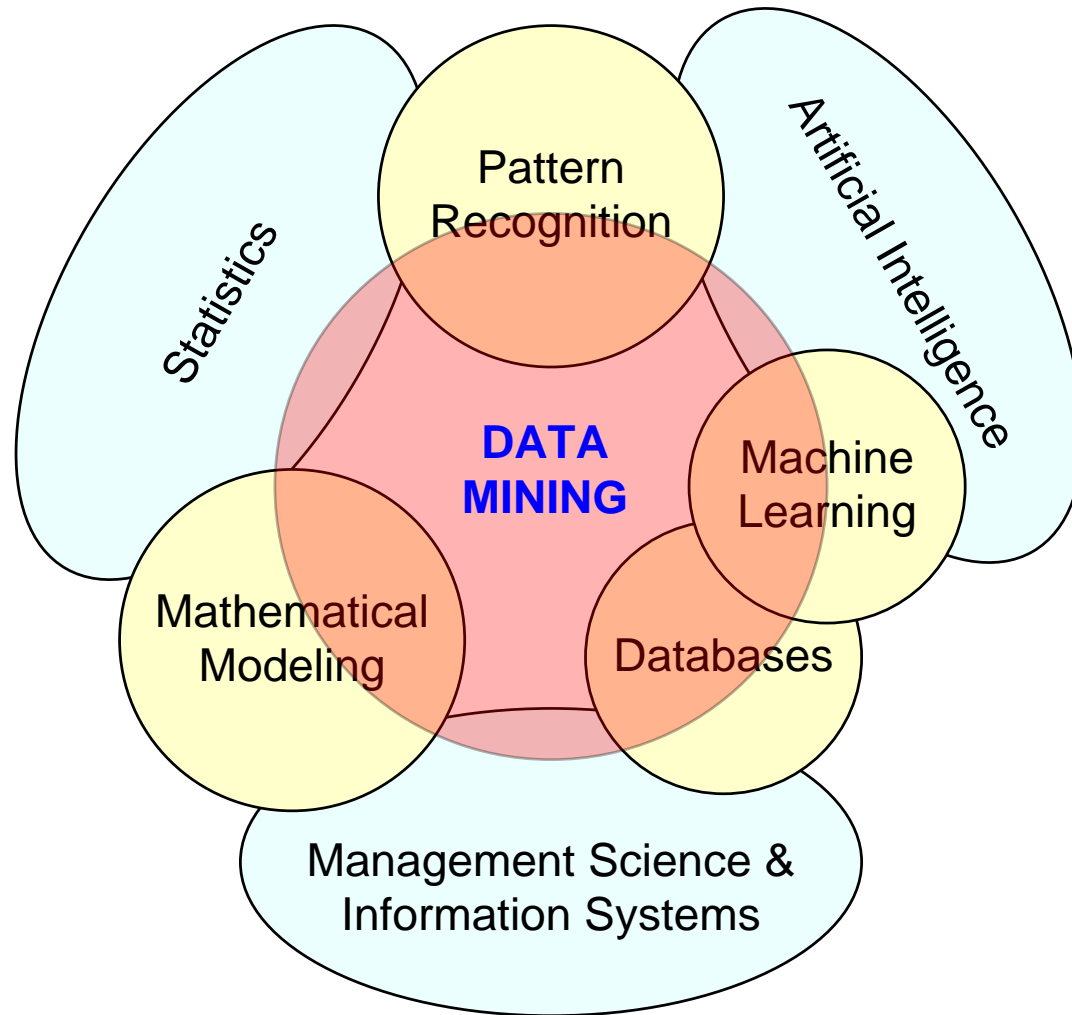 Pattern
Recognition
Statistics
Artificial Intelligence
DATA
MINING
Machine
Learning
Mathematical
Modeling
Databases
Management Science &
Information Systems